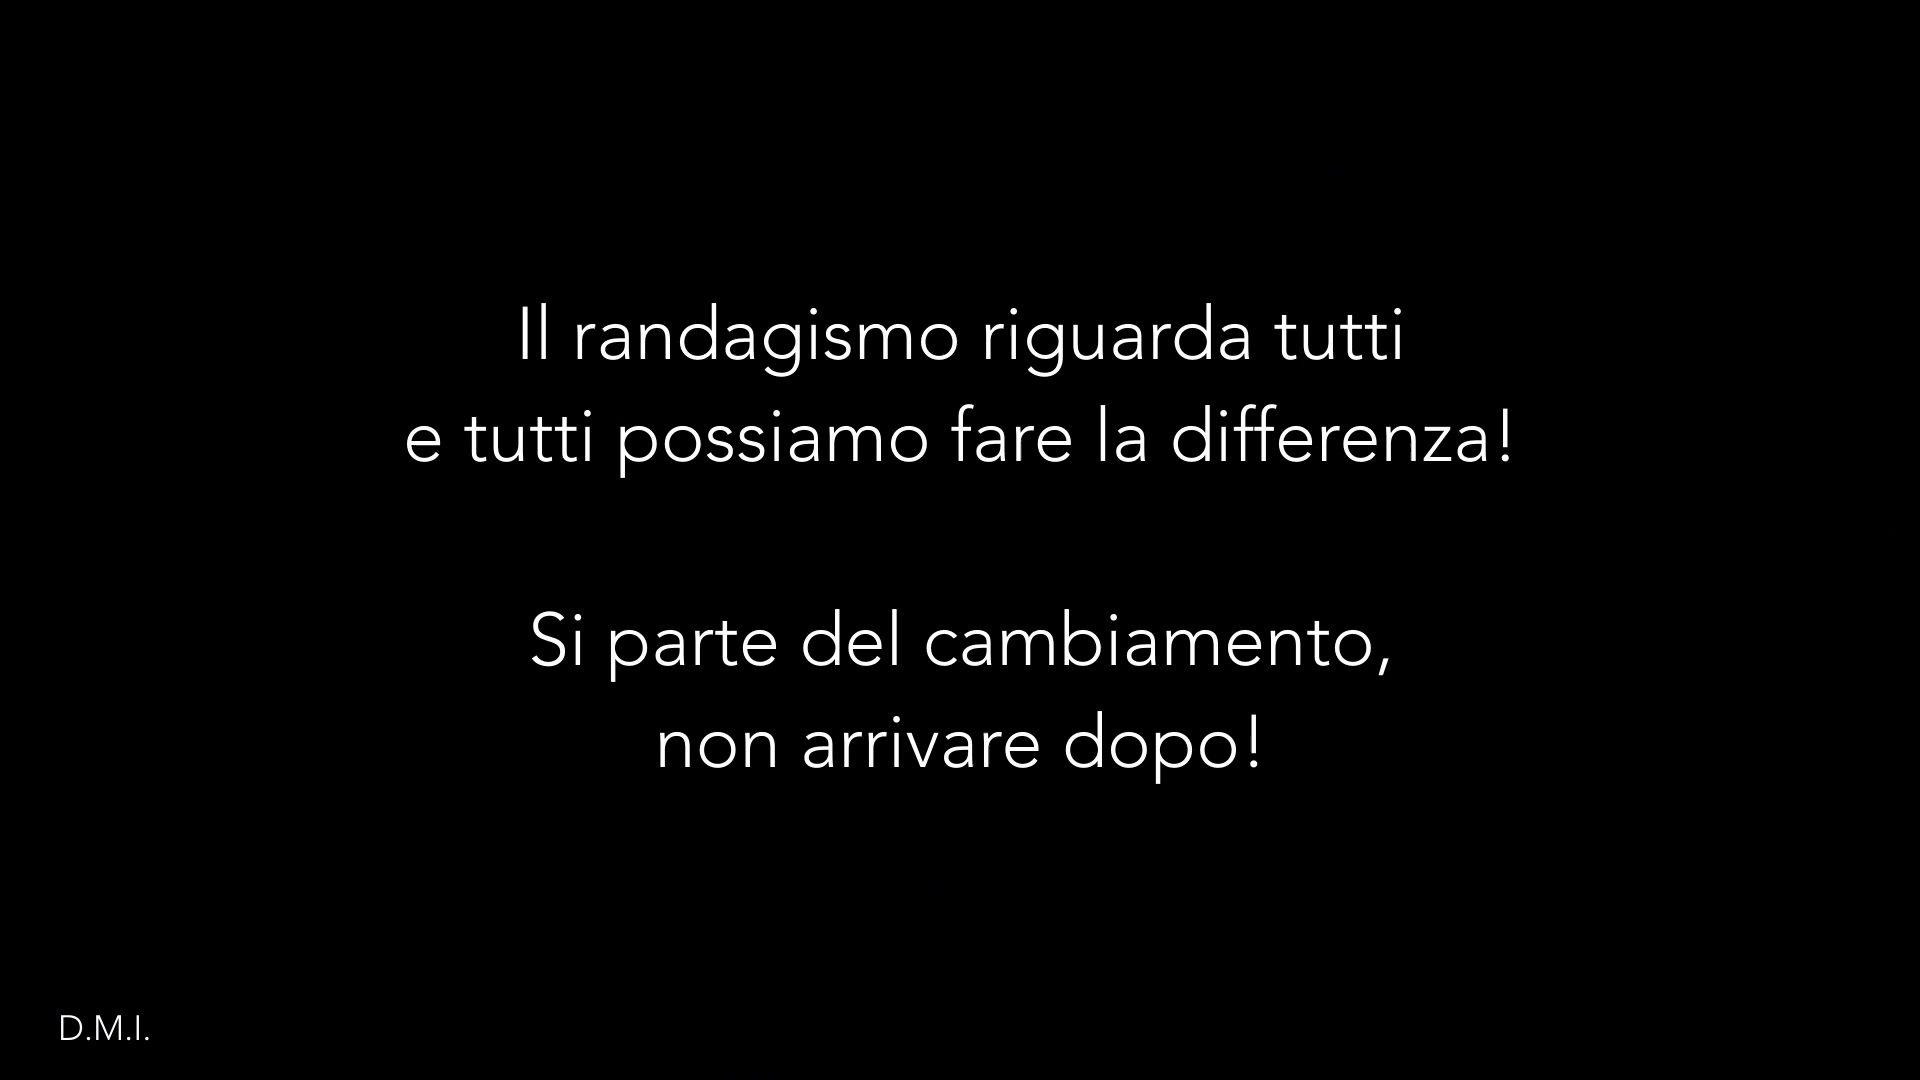 Il randagismo riguarda tutti
e tutti possiamo fare la differenza!
Si parte del cambiamento,
non arrivare dopo!
D.M.I.